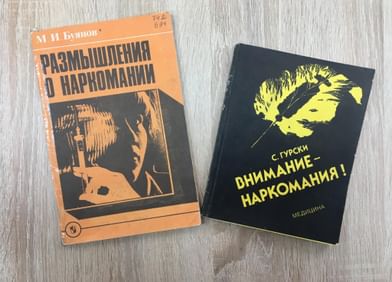 М И Буянов
РАЗМЫШЛЕНИЯ
О НАРКОМАНИИ
С. ГУРСКИ
ВНИМАНИЕ-
НАРКОМАНИЯ!
МЕДИЦИНА